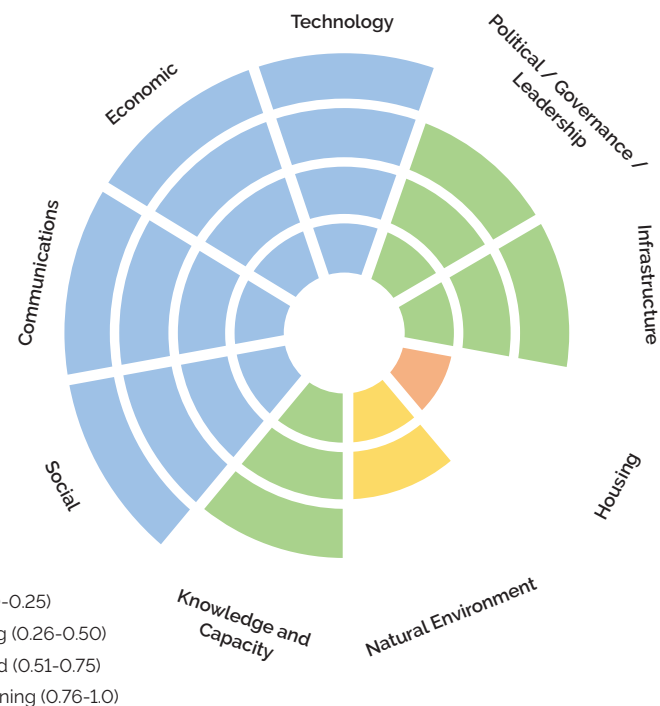 Technology
Political / Governance /
Leadership
Economic
Communications
Infrastructure
Social
Housing
Knowledge and
Capacity
Natural Environment
-0.25)
g (0.26-0.50)
d (0.51-0.75)
ning (0.76-1.0)